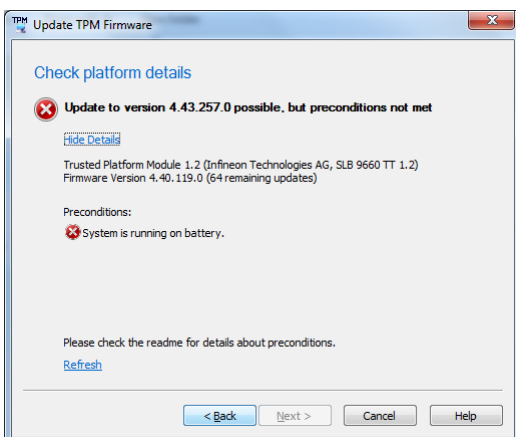 TPM
Update TPM Firmware
Check platform details
Update to version 4.43.257.0 possible, but preconditions not met
Hide Details
Trusted Platform Module 1.2 (Infineon Technologies AG, SLB 9660 TT 1.2)
Firmware Version 4.40.119.0 (64 remaining updates)
Preconditions:
System is running on battery.
Please check the readme for details about preconditions.
Refresh
< Back Next > Cancel Help